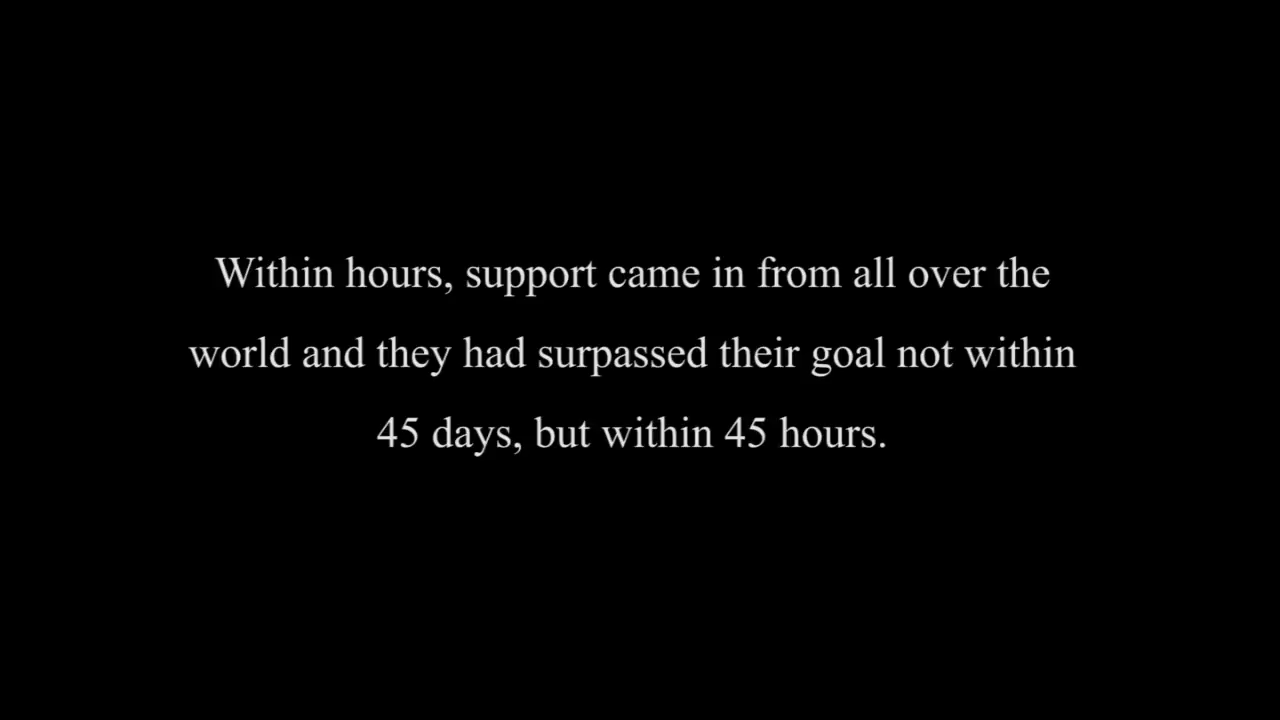 Within hours, support came in from all over the
world and they had surpassed their goal not within
45 days, but within 45 hours.